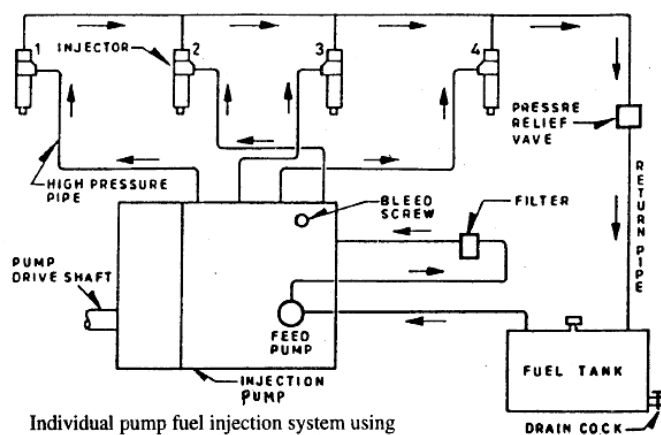 1
INJECTOR
2
3
4
PRESSRE
RELIEF
VAVE
HIGH PRESSURE
PIPE
BLEED
SCREW
FILTER
RETURN PIPE
PUMP
DRIVE SHAFT
FEED
PUMP
INJECTION
PUMP
FUEL TANK
DRAIN COCK
Individual pump fuel injection system using